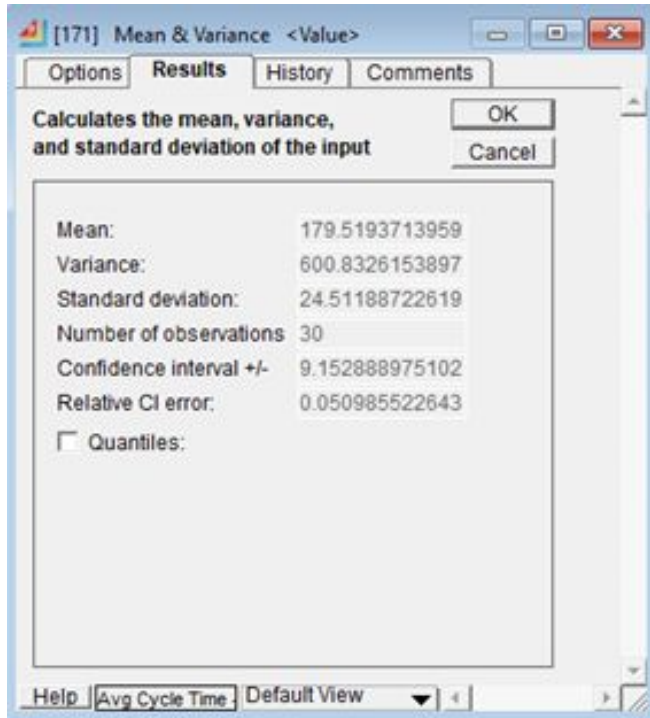 [171] Mean & Variance <Value>
Options Results History Comments
Calculates the mean, variance,
and standard deviation of the input
OK
Cancel
Mean: 179.5193713959
Variance: 600.8326153897
Standard deviation: 24.51188722619
Number of observations 30
Confidence interval +/- 9.152888975102
Relative CI error: 0.050985522643
Quantiles:
Help Avg Cycle Time Default View